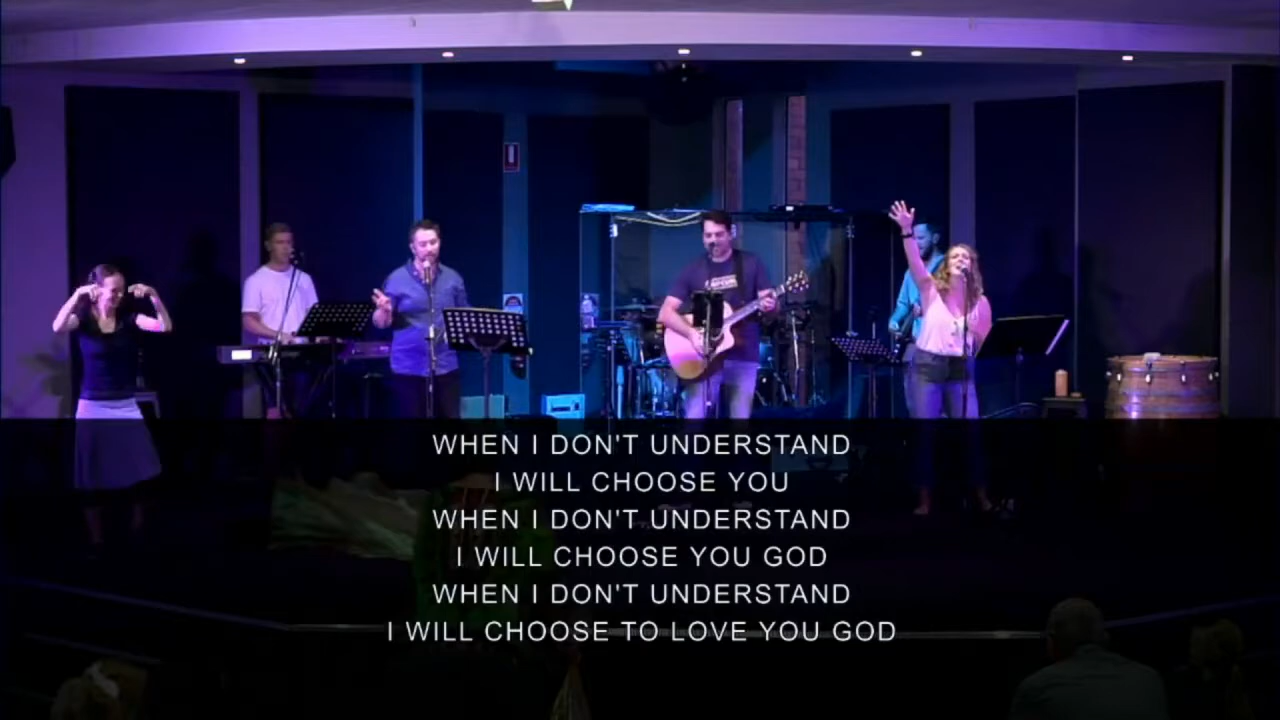 WHEN I DON'T UNDERSTAND
I WILL CHOOSE YOU
WHEN I DON'T UNDERSTAND
I WILL CHOOSE YOU GOD
WHEN I DON'T UNDERSTAND
I WILL CHOOSE TO LOVE YOU GOD